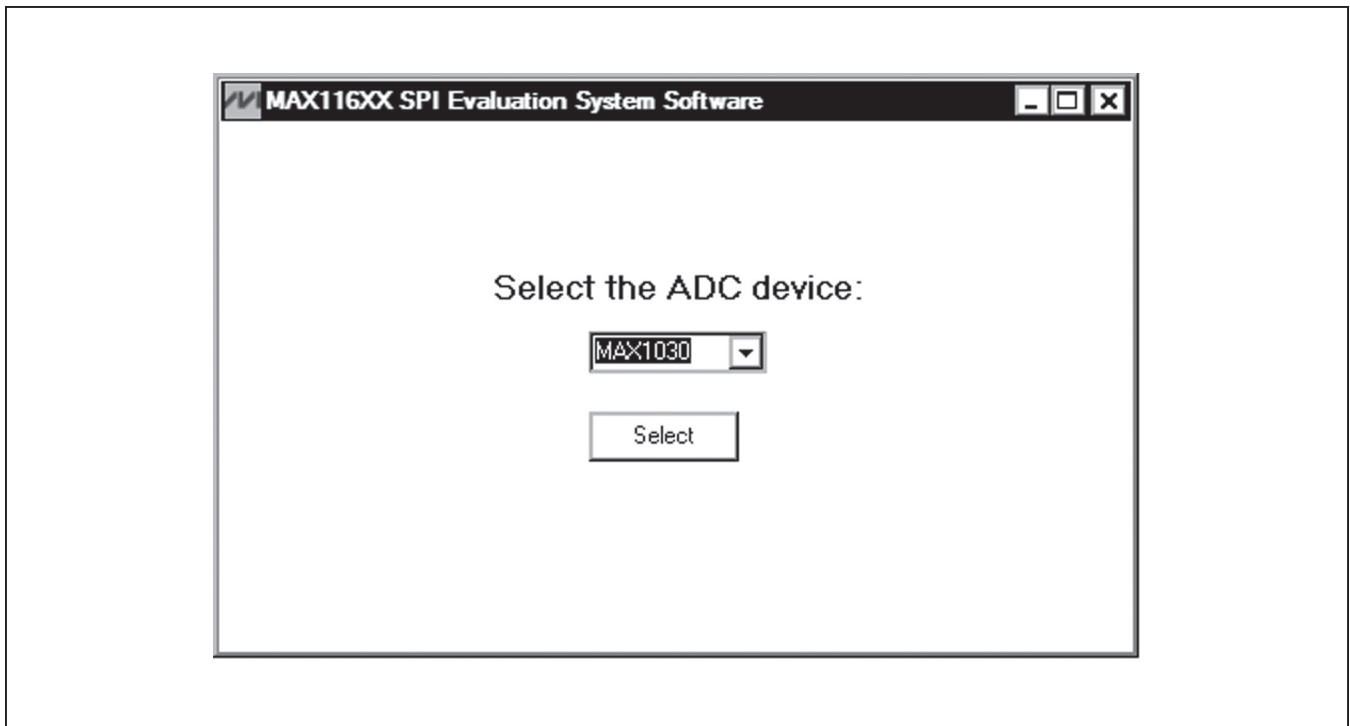 MAX116XX SPI Evaluation System Software
Select the ADC device:
MAX1030
Select